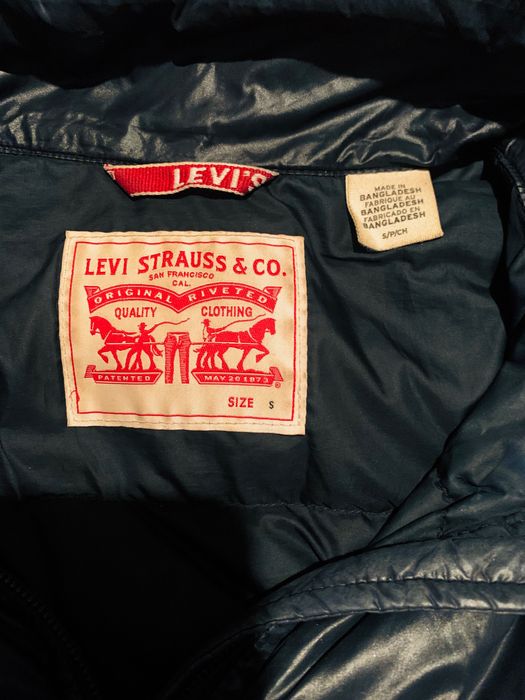 LEVI'S
MADE IN
BANGLADESH
FABRIQUE AU
BANGLADESH
FABRICADO EN
BANGLADESH
S/P/CH
LEVI STRAUSS & CO.
SAN FRANCISCO
CAL.
ORIGINAL RIVETED
QUALITY CLOTHING
PATENTED MAY 20 1873
®
SIZE S